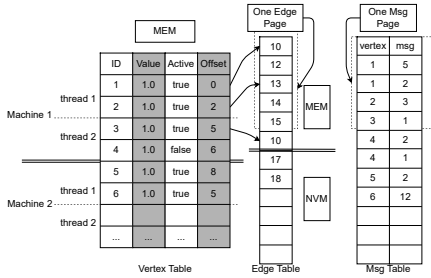 MEM
One Edge
Page
One Msg
Page
ID Value Active Offset
1 1.0 true 0
2 1.0 true 2
3 1.0 true 5
4 1.0 false 6
5 1.0 true 8
6 1.0 true 5
... ... ...
thread 1
Machine 1
thread 2
thread 1
Machine 2
thread 2
Vertex Table
10
12
13
14
15
10
17
18
MEM
NVM
Edge Table
vertex msg
1 5
1 2
2 3
3 1
4 2
4 1
5 2
6 12
Msg Table